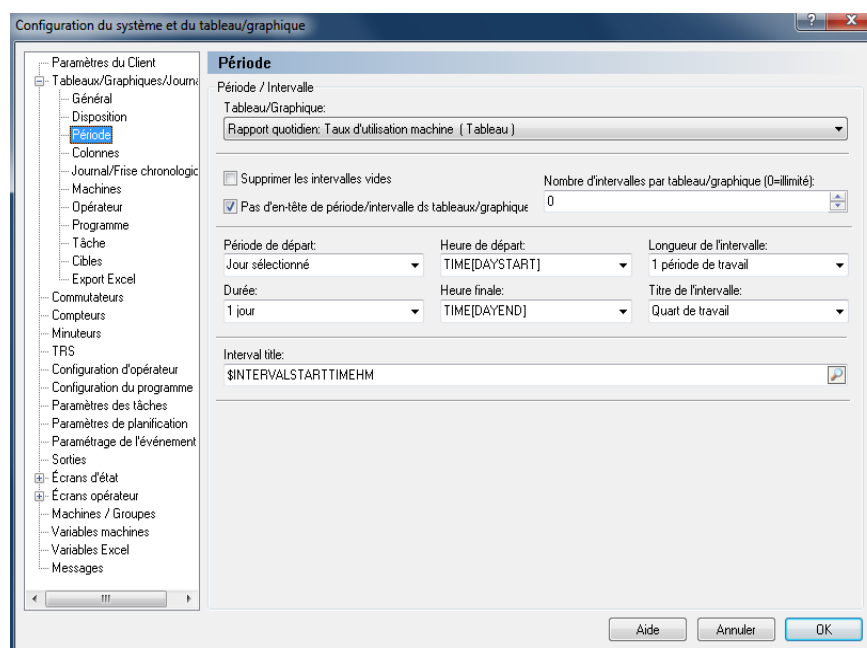 Configuration du système et du tableau/graphique
Paramètres du Client
Tableaux/Graphiques/Journa
Général
Disposition
Période
Colonnes
Journal/Frise chronologic
Machines
Opérateur
Programme
Tâche
Cibles
Export Excel
Commutateurs
Compteurs
Minuteurs
TRS
Configuration d'opérateur
Configuration du programme
Paramètres des tâches
Paramètres de planification
Paramétrage de l'événement
Sorties
Écrans d'état
Écrans opérateur
Machines / Groupes
Variables machines
Variables Excel
Messages
Période
Période / Intervalle
Tableau/Graphique:
Rapport quotidien: Taux d'utilisation machine ( Tableau )
Supprimer les intervalles vides
Nombre d'intervalles par tableau/graphique (0=illimité):
Pas d'en-tête de période/intervalle ds tableaux/graphique
0
Période de départ:
Heure de départ:
Longueur de l'intervalle:
Jour sélectionné
TIME[DAYSTART]
1 période de travail
Durée:
Heure finale:
Titre de l'intervalle:
1 jour
TIME[DAYEND]
Quart de travail
Interval title:
$INTERVALSTARTTIMEHM
Aide
Annuler
OK